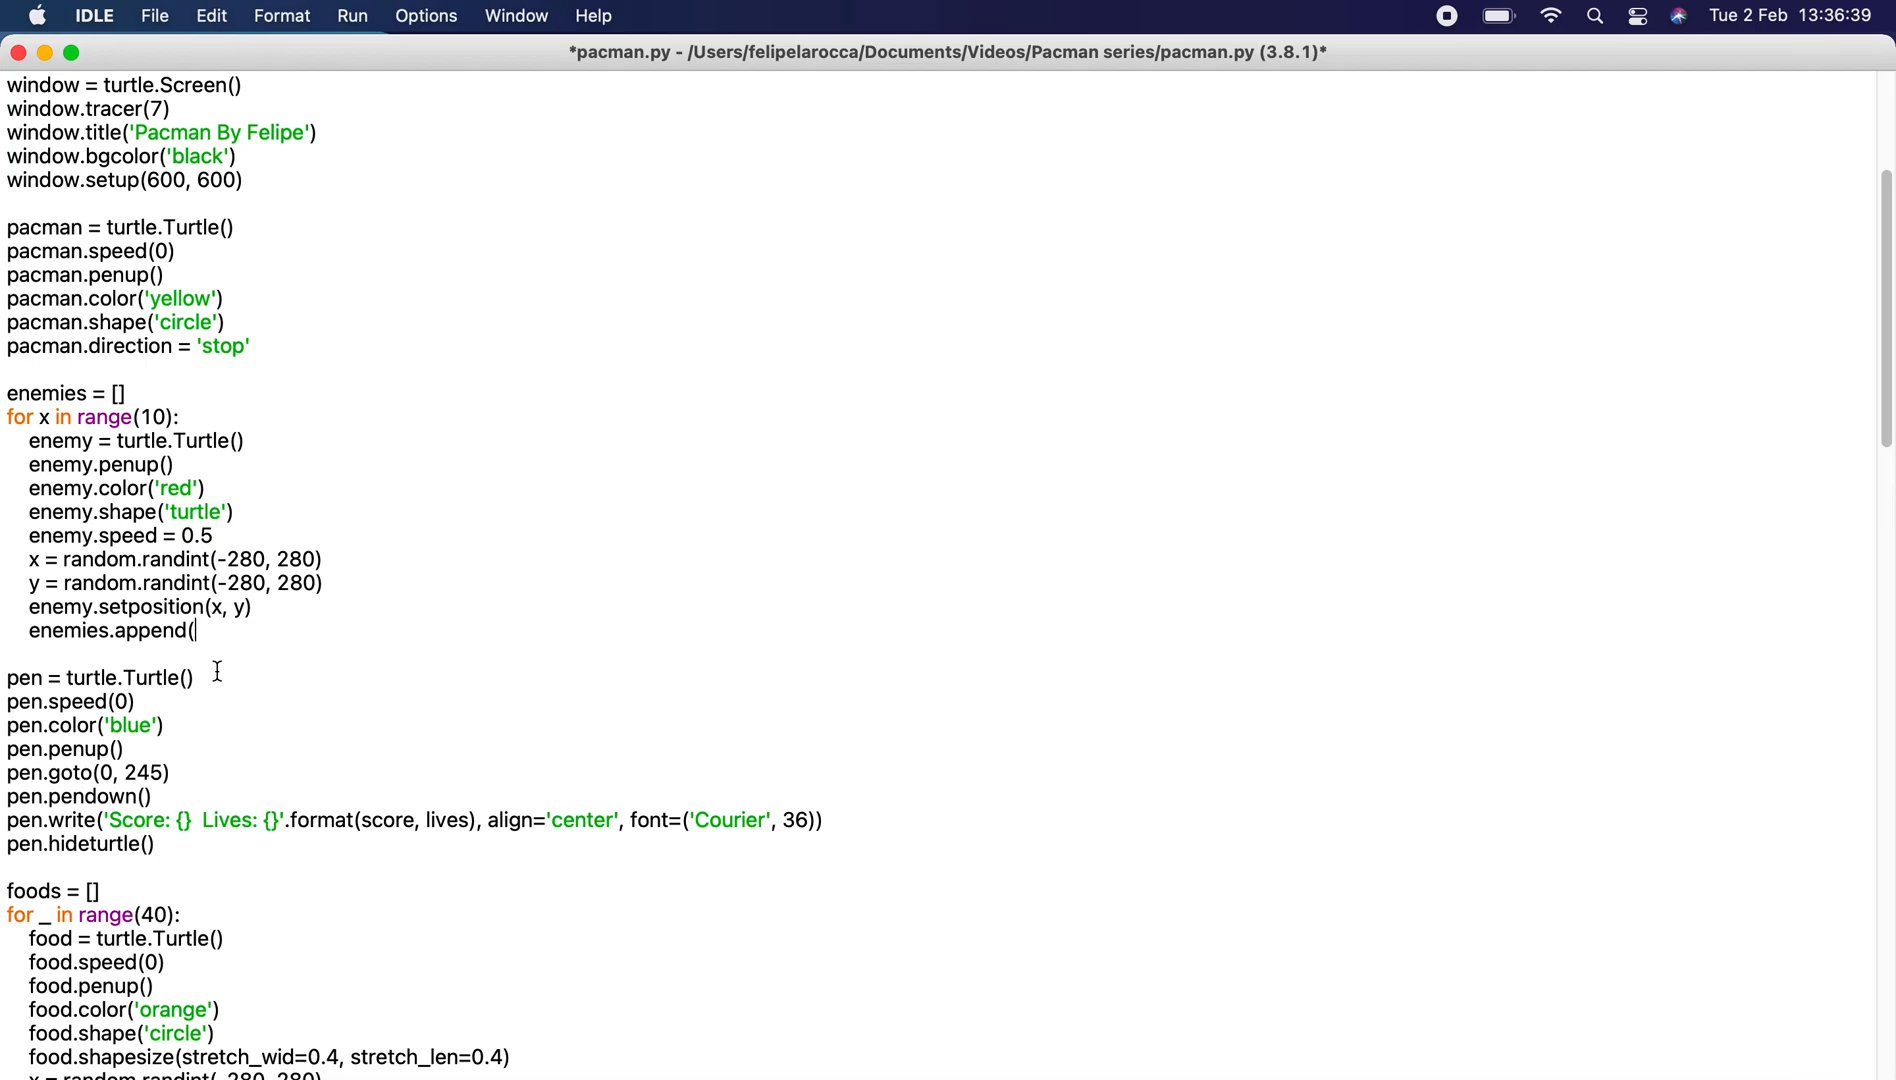 IDLE File Edit Format Run Options Window Help Tue 2 Feb 13:36:39
*pacman.py - /Users/felipelarocca/Documents/Videos/Pacman series/pacman.py (3.8.1)*
window = turtle.Screen()
window.tracer(7)
window.title('Pacman By Felipe')
window.bgcolor('black')
window.setup(600, 600)
pacman = turtle.Turtle()
pacman.speed(0)
pacman.penup()
pacman.color('yellow')
pacman.shape('circle')
pacman.direction = 'stop'
enemies = []
for x in range(10):
enemy = turtle.Turtle()
enemy.penup()
enemy.color('red')
enemy.shape('turtle')
enemy.speed = 0.5
x = random.randint(-280, 280)
y = random.randint(-280, 280)
enemy.setposition(x, y)
enemies.append(
pen = turtle.Turtle()
pen.speed(0)
pen.color('blue')
pen.penup()
pen.goto(0, 245)
pen.pendown()
pen.write('Score: {}  Lives: {}'.format(score, lives), align='center', font=('Courier', 36))
pen.hideturtle()
foods = []
for _ in range(40):
food = turtle.Turtle()
food.speed(0)
food.penup()
food.color('orange')
food.shape('circle')
food.shapesize(stretch_wid=0.4, stretch_len=0.4)
x = random.randint(-280, 280)